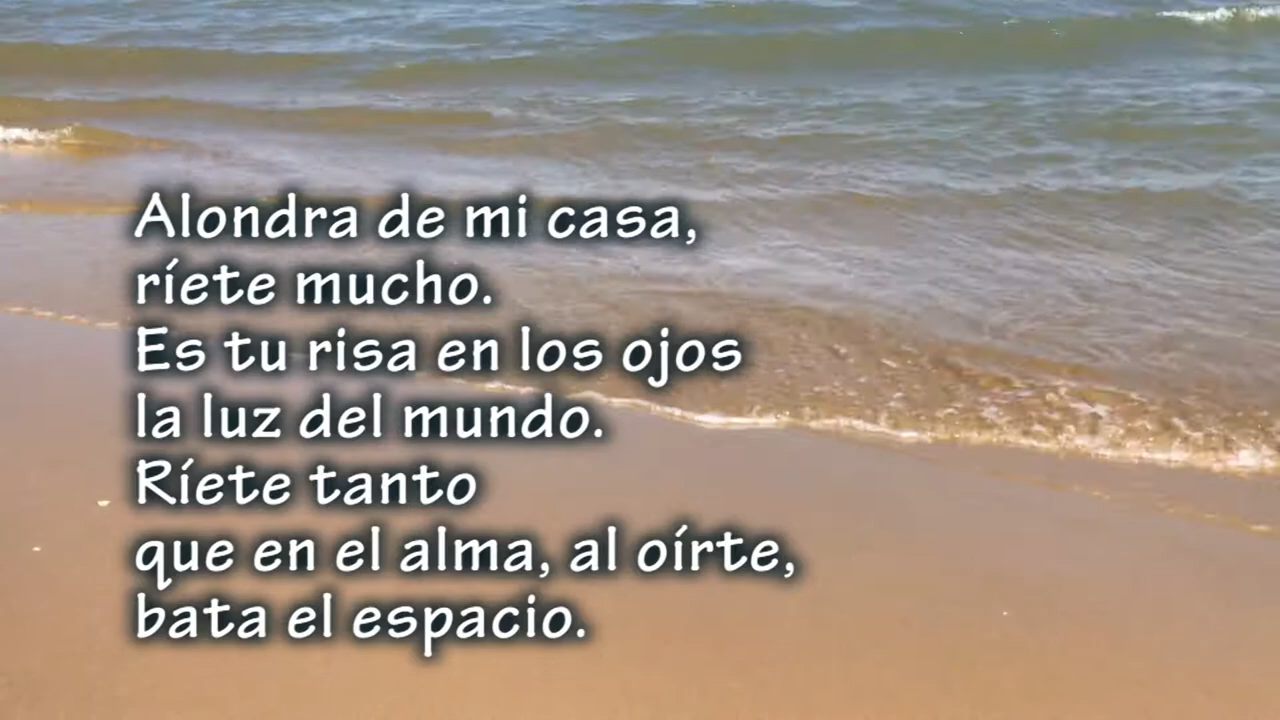 Alondra de mi casa,
ríete mucho.
Es tu risa en los ojos
la luz del mundo.
Ríete tanto
que en el alma, al oírte,
bata el espacio.